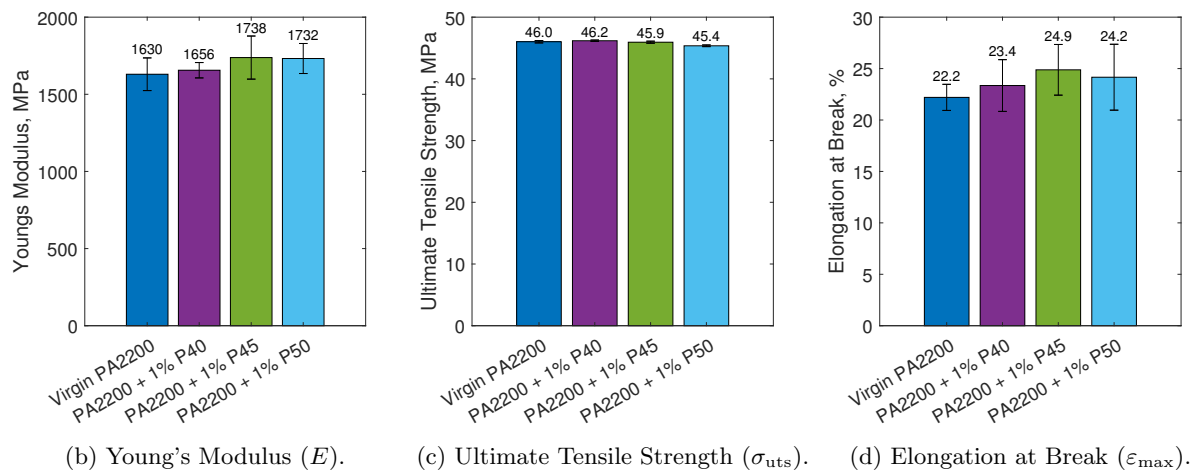 2000
1500
1000
500
0
Youngs Modulus, MPa
1630
1656
1738
1732
Virgin PA2200
PA2200 + 1% P40
PA2200 + 1% P45
PA2200 + 1% P50
(b) Young's Modulus (E).
50
40
30
20
10
0
Ultimate Tensile Strength, MPa
46.0
46.2
45.9
45.4
Virgin PA2200
PA2200 + 1% P40
PA2200 + 1% P45
PA2200 + 1% P50
(c) Ultimate Tensile Strength (σuts).
30
25
20
15
10
5
0
Elongation at Break, %
22.2
23.4
24.9
24.2
Virgin PA2200
PA2200 + 1% P40
PA2200 + 1% P45
PA2200 + 1% P50
(d) Elongation at Break (εmax).